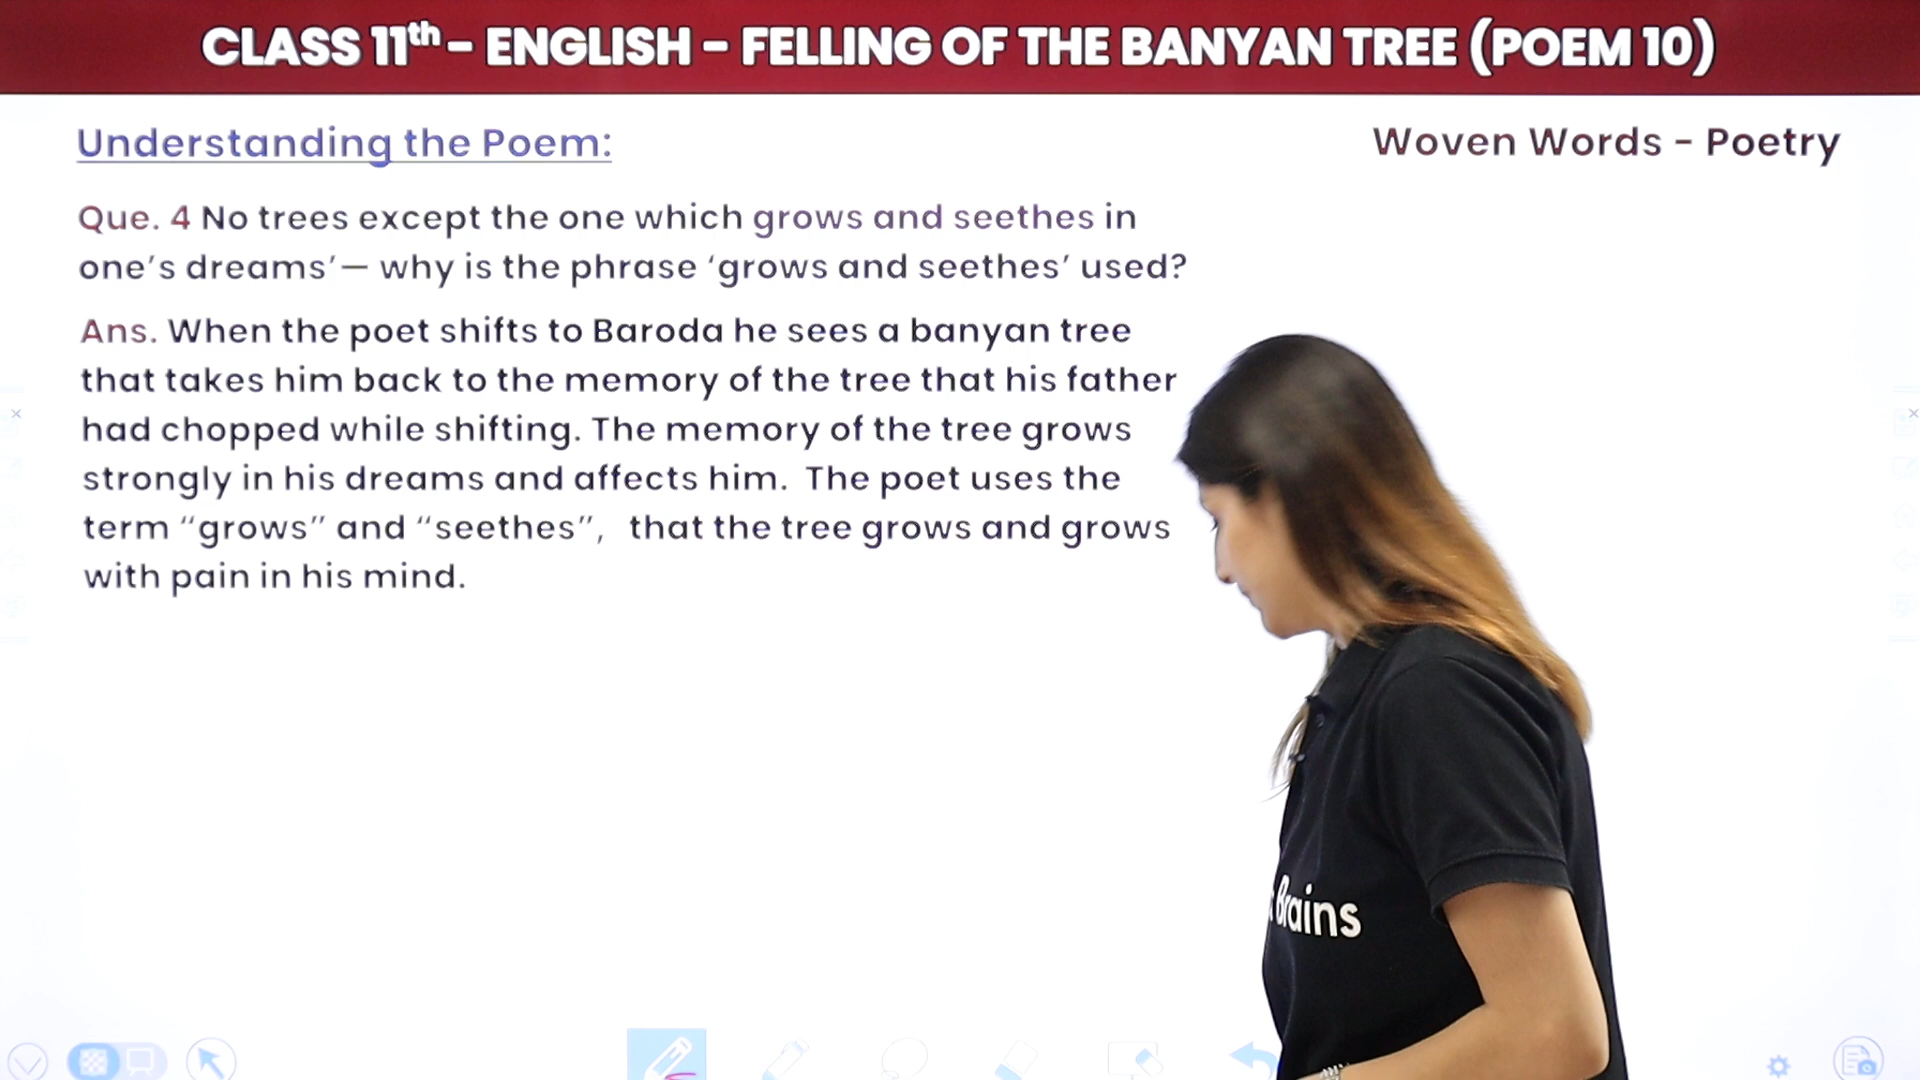 CLASS 11th - ENGLISH - FELLING OF THE BANYAN TREE (POEM 10)
Understanding the Poem:
Woven Words - Poetry
Que. 4 No trees except the one which grows and seethes in
one's dreams'— why is the phrase ‘grows and seethes’ used?
Ans. When the poet shifts to Baroda he sees a banyan tree
that takes him back to the memory of the tree that his father
had chopped while shifting. The memory of the tree grows
strongly in his dreams and affects him. The poet uses the
term “grows” and “seethes”, that the tree grows and grows
with pain in his mind.
Brains